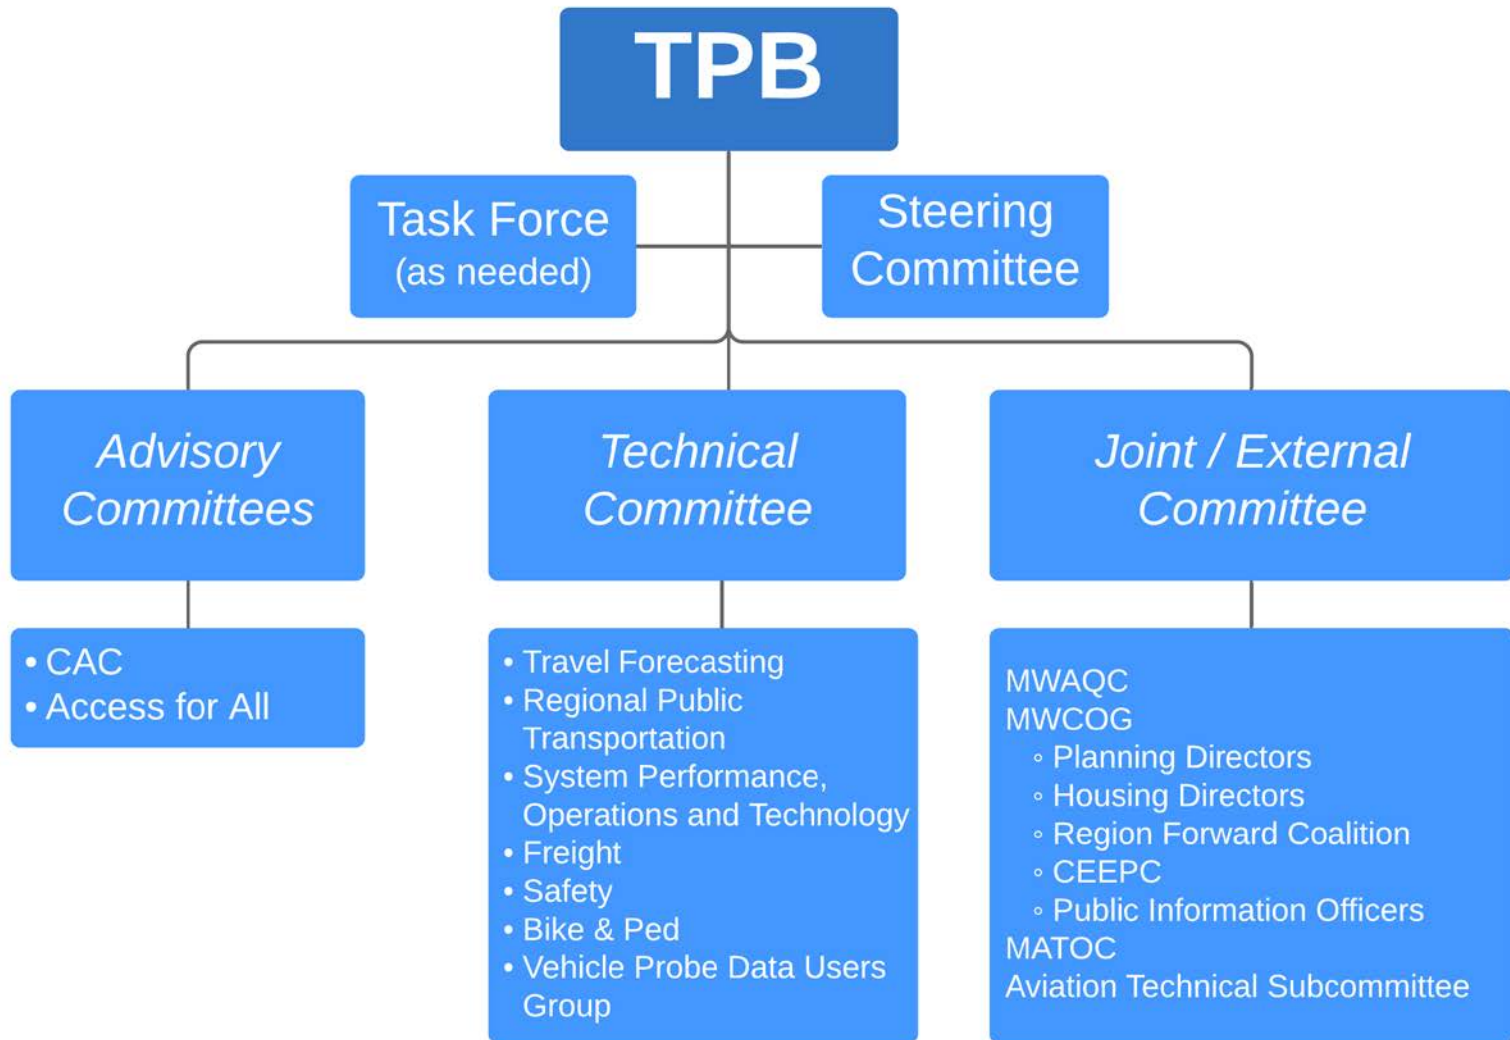 TPB
Task Force
(as needed)
Steering
Committee
Advisory
Committees
Technical
Committee
Joint / External
Committee
• CAC
• Access for All
• Travel Forecasting
• Regional Public
Transportation
• System Performance,
Operations and Technology
• Freight
• Safety
• Bike & Ped
• Vehicle Probe Data Users
Group
MWAQC
MWCOG
◦ Planning Directors
◦ Housing Directors
◦ Region Forward Coalition
◦ CEEPC
◦ Public Information Officers
MATOC
Aviation Technical Subcommittee